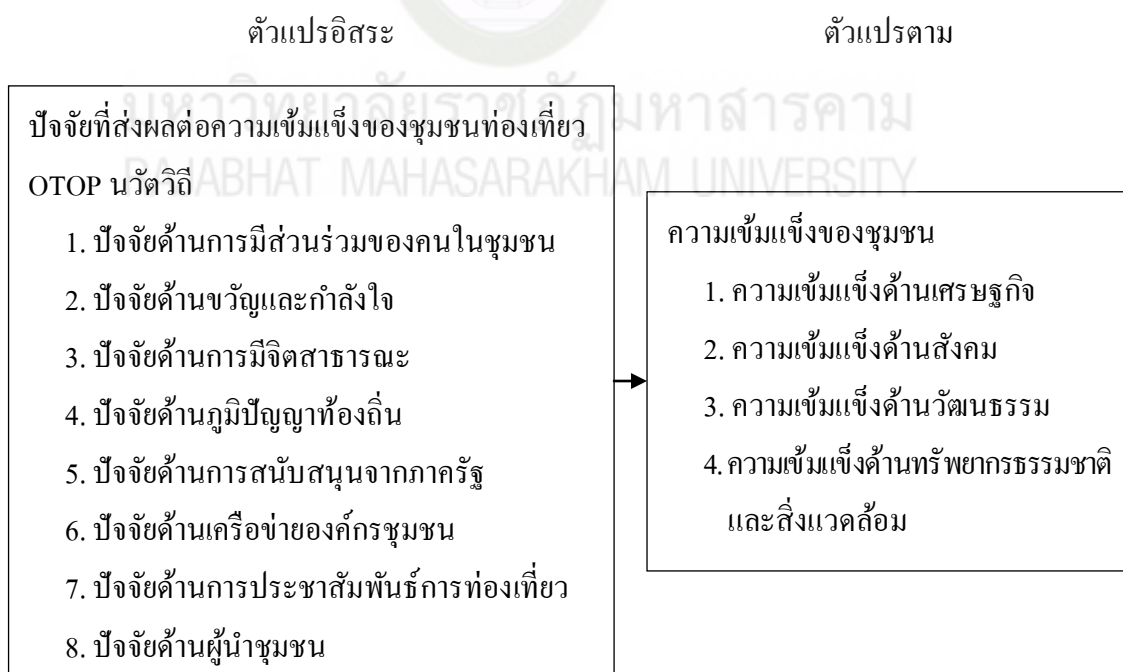 ตัวแปรอิสระ
ตัวแปรตาม
มหาวิทยาลัยราชภัฏมหาสารคาม
RAJABHAT MAHASARAKHAM UNIVERSITY
ปัจจัยที่ส่งผลต่อความเข้มแข็งของชุมชนท่องเที่ยว
OTOP นวัตวิถี
1. ปัจจัยด้านการมีส่วนร่วมของคนในชุมชน
2. ปัจจัยด้านขวัญและกำลังใจ
3. ปัจจัยด้านการมีจิตสาธารณะ
4. ปัจจัยด้านภูมิปัญญาท้องถิ่น
5. ปัจจัยด้านการสนับสนุนจากภาครัฐ
6. ปัจจัยด้านเครือข่ายองค์กรชุมชน
7. ปัจจัยด้านการประชาสัมพันธ์การท่องเที่ยว
8. ปัจจัยด้านผู้นำชุมชน
ความเข้มแข็งของชุมชน
1. ความเข้มแข็งด้านเศรษฐกิจ
2. ความเข้มแข็งด้านสังคม
3. ความเข้มแข็งด้านวัฒนธรรม
4. ความเข้มแข็งด้านทรัพยากรธรรมชาติ
และสิ่งแวดล้อม